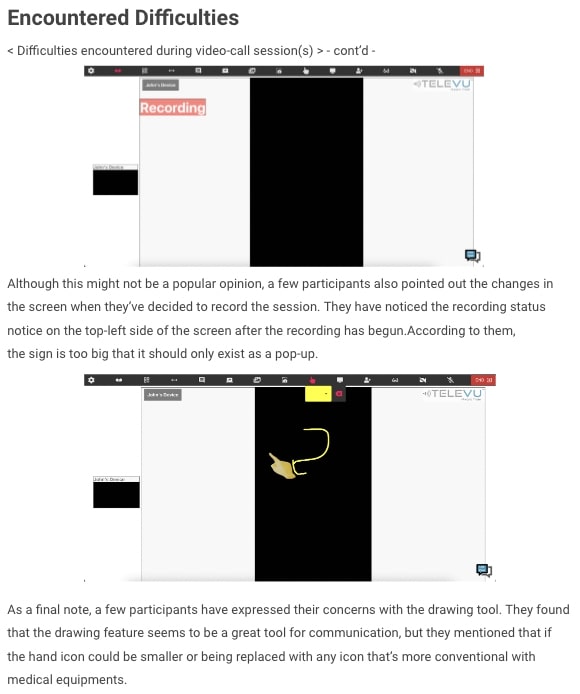 Encountered Difficulties
< Difficulties encountered during video-call session(s) > - cont'd -
John's Device
TELEVU
Recording
John's Device
Although this might not be a popular opinion, a few participants also pointed out the changes in
the screen when they've decided to record the session. They have noticed the recording status
notice on the top-left side of the screen after the recording has begun.According to them,
the sign is too big that it should only exist as a pop-up.
John's Device
TELEVU
John's Device
As a final note, a few participants have expressed their concerns with the drawing tool. They found
that the drawing feature seems to be a great tool for communication, but they mentioned that if
the hand icon could be smaller or being replaced with any icon that's more conventional with
medical equipments.